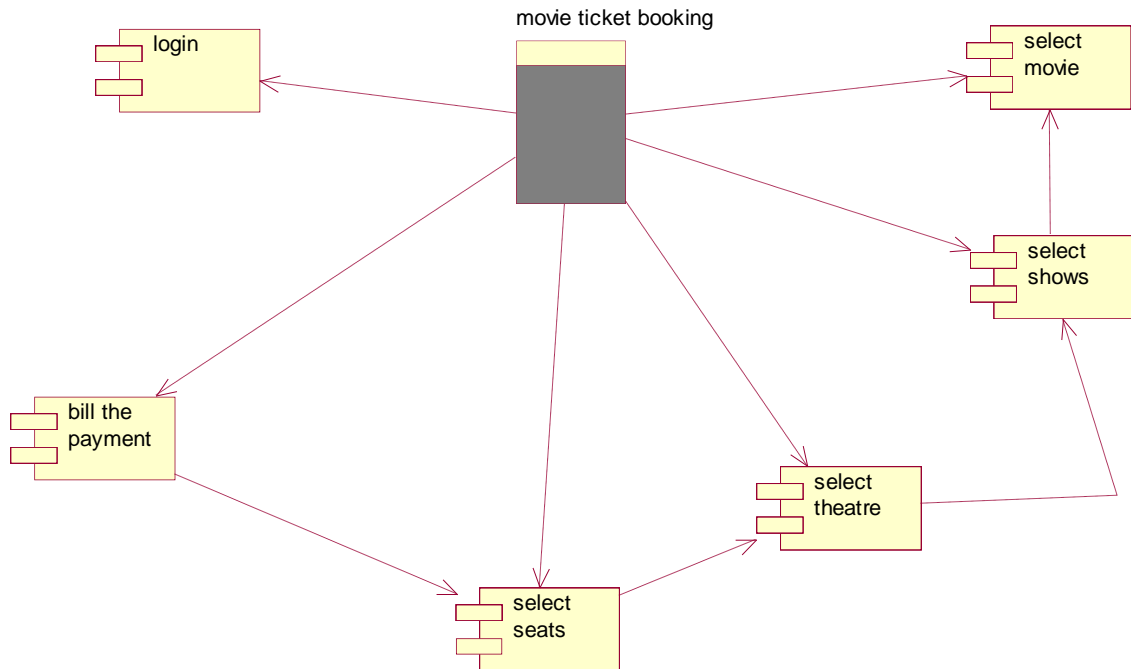 movie ticket booking
login
select
movie
select
shows
bill the
payment
select
theatre
select
seats